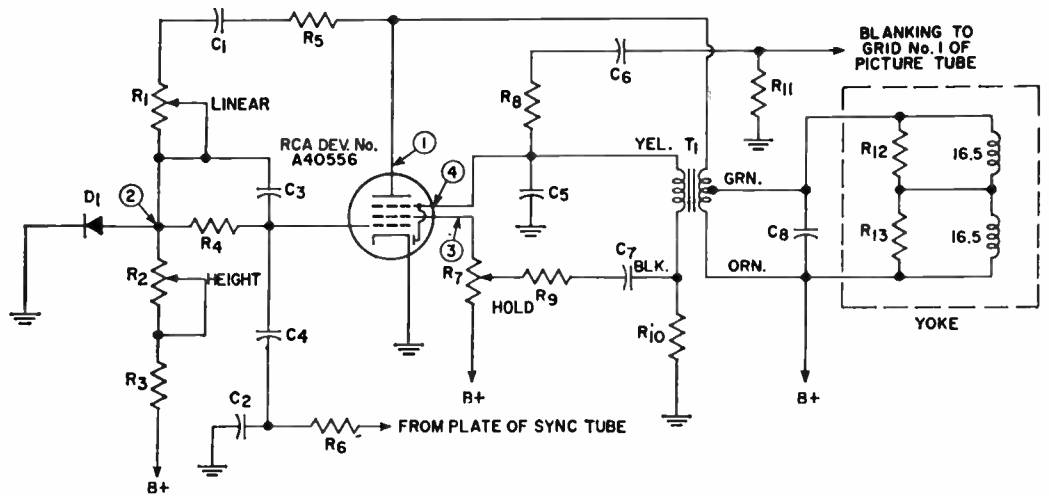 C1
R5
BLANKING TO
GRID No. 1 OF
PICTURE TUBE
C6
R1
LINEAR
R8
R11
RCA DEV. No.
A40556
1
YEL. T1
R12
16.5
4
C3
C5
GRN.
D1
2
R4
3
C8
R13
16.5
R2
HEIGHT
R7
C7
BLK.
ORN.
HOLD
R9
YOKE
C4
R10
R3
B+
B+
C2
R6
FROM PLATE OF SYNC TUBE
B+